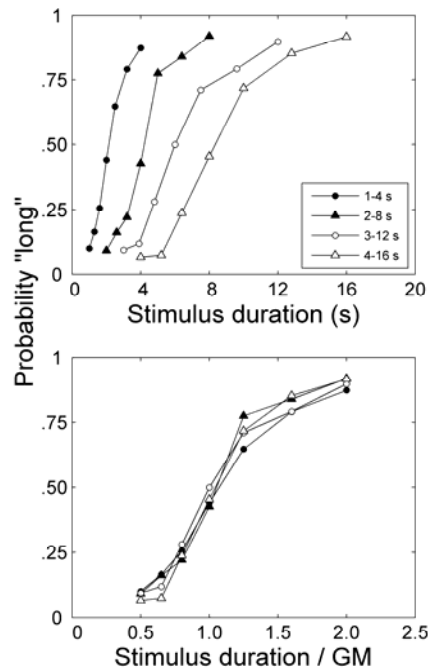 1
.75
.50
.25
0
1-4 s
2-8 s
3-12 s
4-16 s
0 4 8 12 16 20
Stimulus duration (s)
Probability "long"
1
.75
.50
.25
0
0 0.5 1.0 1.5 2.0 2.5
Stimulus duration / GM